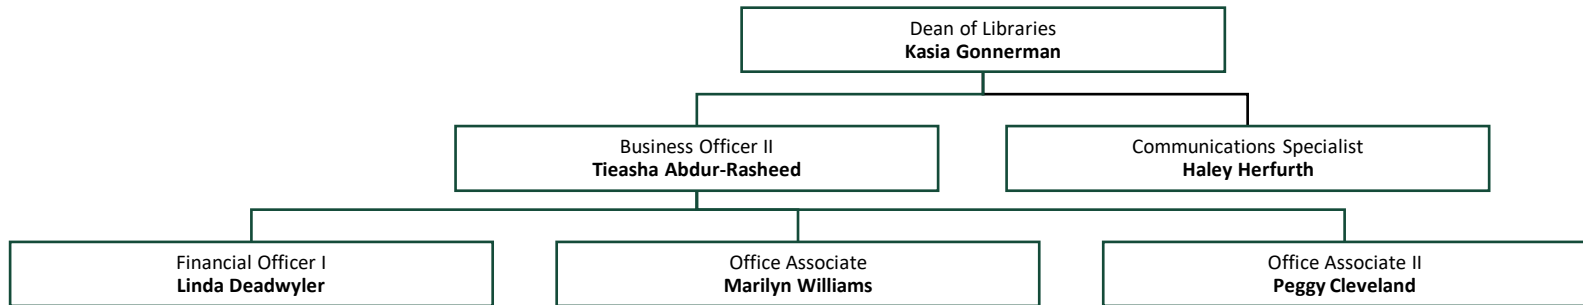 Dean of Libraries
Kasia Gonnerman
Business Officer II
Tieasha Abdur-Rasheed
Communications Specialist
Haley Herfurth
Financial Officer I
Linda Deadwyler
Office Associate
Marilyn Williams
Office Associate II
Peggy Cleveland